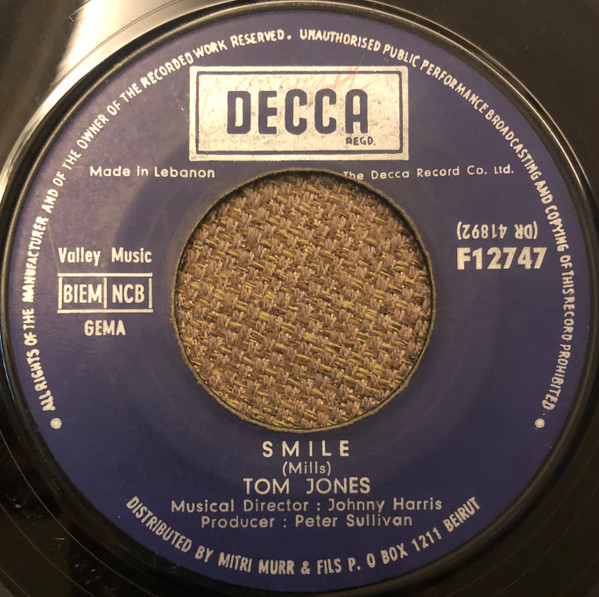 ALL RIGHTS OF THE MANUFACTURER AND OF THE OWNER OF THE RECORDED WORK RESERVED. UNAUTHORISED PUBLIC PERFORMANCE BROADCASTING AND COPYING OF THIS RECORD PROHIBITED.
DECCA
REGD.
Made in Lebanon
The Decca Record Co. Ltd.
(DR 41892)
Valley Music
F12747
BIEM NCB
GEMA
SMILE
(Mills)
TOM JONES
Musical Director : Johnny Harris
Producer : Peter Sullivan
DISTRIBUTED BY MITRI MURR & FILS P. O BOX 1211 BEIRUT